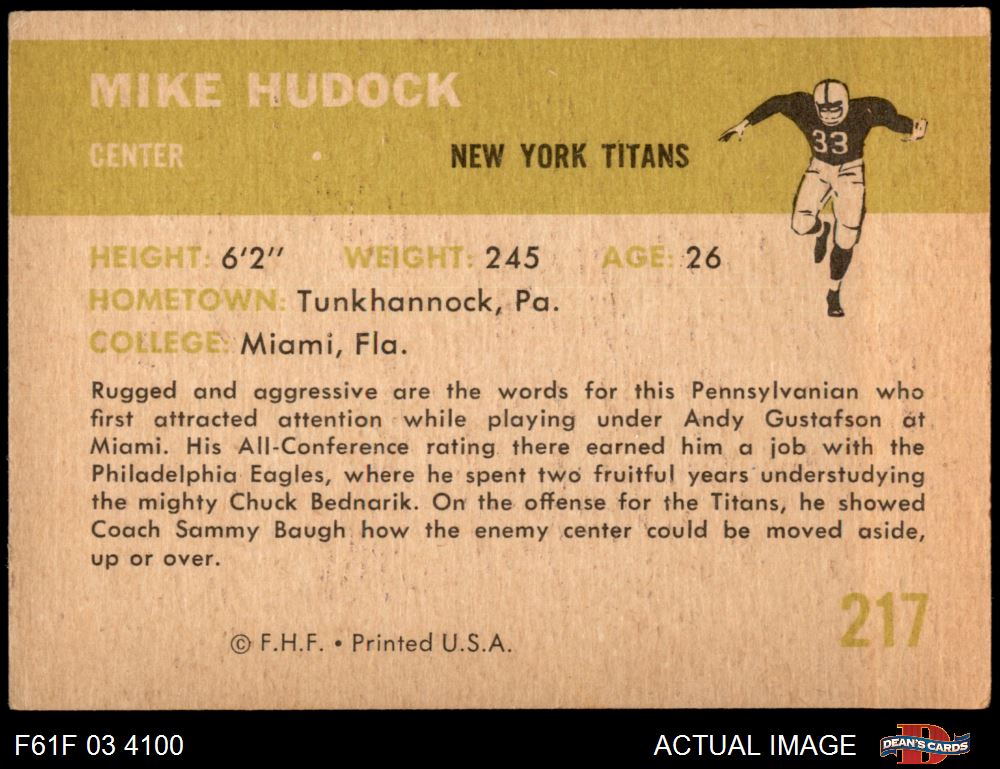 MIKE HUDOCK
CENTER
NEW YORK TITANS
33
HEIGHT: 6'2" WEIGHT: 245 AGE: 26
HOMETOWN: Tunkhannock, Pa.
COLLEGE: Miami, Fla.
Rugged and aggressive are the words for this Pennsylvanian who
first attracted attention while playing under Andy Gustafson at
Miami. His All-Conference rating there earned him a job with the
Philadelphia Eagles, where he spent two fruitful years understudying
the mighty Chuck Bednarik. On the offense for the Titans, he showed
Coach Sammy Baugh how the enemy center could be moved aside,
up or over.
217
© F.H.F. • Printed U.S.A.
F61F 03 4100
ACTUAL IMAGE
DEAN'S CARDS